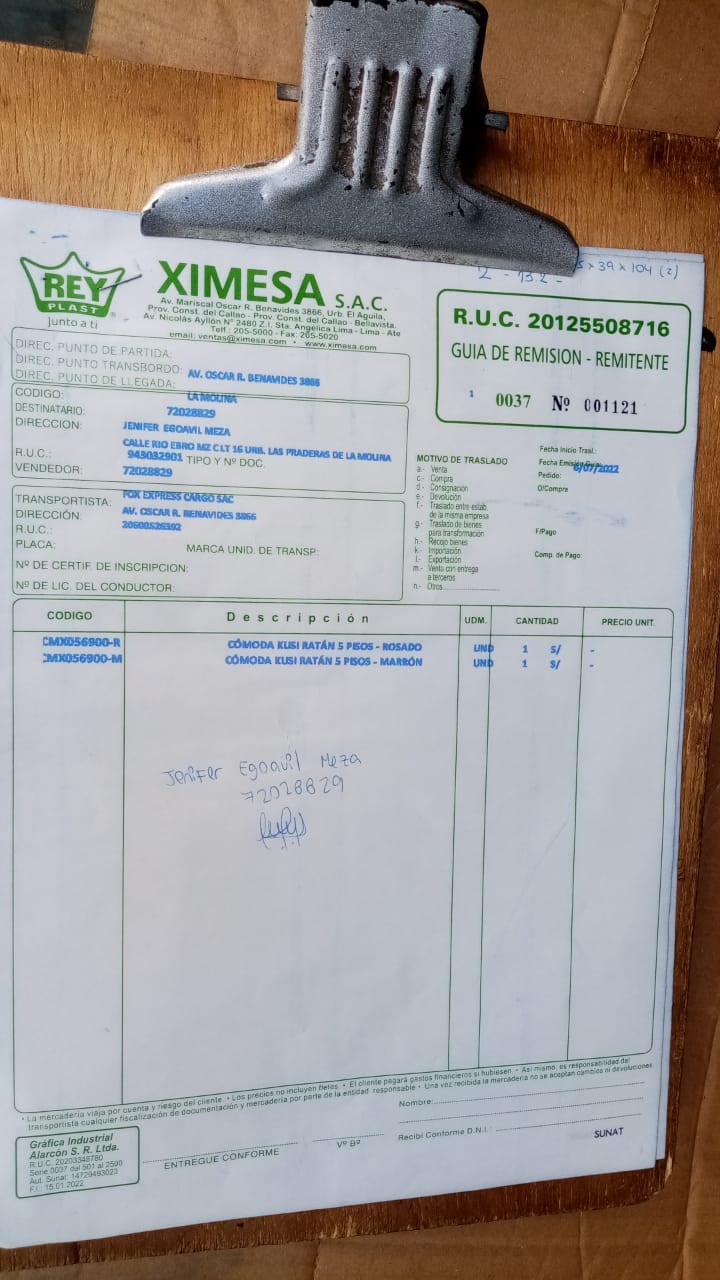 2 - 13.2 -
5 x 39 x 104 (2)
REY
PLAST
®
junto a ti
XIMESA S.A.C.
Av. Mariscal Oscar R. Benavides 3866, Urb. El Aguila,
Prov. Const. del Callao - Prov. Const. del Callao - Bellavista.
Av. Nicolás Ayllón N° 2480 Z.I. Sta. Angélica Lima - Lima - Ate
Telf.: 205-5000 - Fax: 205-5020
email: ventas@ximesa.com • www.ximesa.com
R.U.C. 20125508716
GUIA DE REMISION - REMITENTE
1 0037 Nº 001121
DIREC. PUNTO DE PARTIDA:
DIREC. PUNTO TRANSBORDO: AV. OSCAR R. BENAVIDES 3866
DIREC. PUNTO DE LLEGADA:
LA MOLINA
CODIGO: 72028829
DESTINATARIO: JENIFER EGOAVIL MEZA
DIRECCION: CALLE RIO EBRO MZ C LT 16 URB. LAS PRADERAS DE LA MOLINA
R.U.C.: 943032901 TIPO Y Nº DOC.
VENDEDOR: 72028829
TRANSPORTISTA: FOX EXPRESS CARGO SAC
DIRECCIÓN: AV. OSCAR R. BENAVIDES 3866
R.U.C.: 20608526392
PLACA: MARCA UNID. DE TRANSP.:
Nº DE CERTIF. DE INSCRIPCION:
Nº DE LIC. DEL CONDUCTOR:
MOTIVO DE TRASLADO
a.- Venta
c.- Compra
d.- Consignación
e.- Devolución
f.- Traslado entre estab.
de la misma empresa
g.- Traslado de bienes
para transformación
h.- Recojo bienes
k.- Importación
l.- Exportación
m.- Venta con entrega
a terceros
n.- Otros
Fecha Inicio Trasl.:
Fecha Emisión Guía: 6/07/2022
Pedido:
O/Compra
F/Pago
Comp. de Pago:
CODIGO Descripción UDM. CANTIDAD PRECIO UNIT.
CMX056900-R CÓMODA KUSI RATÁN 5 PISOS - ROSADO UND 1 S/ -
CMX056900-M CÓMODA KUSI RATÁN 5 PISOS - MARRÓN UND 1 S/ -
Jenifer Egoavil Meza
72028829
• La mercadería viaja por cuenta y riesgo del cliente. • Los precios no incluyen fletes. • El cliente pagará gastos financieros si hubiesen. • Así mismo, es responsabilidad del
transportista cualquier fiscalización de documentación y mercadería por parte de la entidad responsable • Una vez recibida la mercadería no se aceptan cambios ni devoluciones.
Gráfica Industrial
Alarcón S. R. Ltda.
R.U.C. 20203348780
Serie 0037 del 501 al 2500
Aut. Sunat: 14729493023
F.I.: 15.01.2022
ENTREGUE CONFORME
Vº Bº
Nombre:
Recibí Conforme D.N.I.:
SUNAT